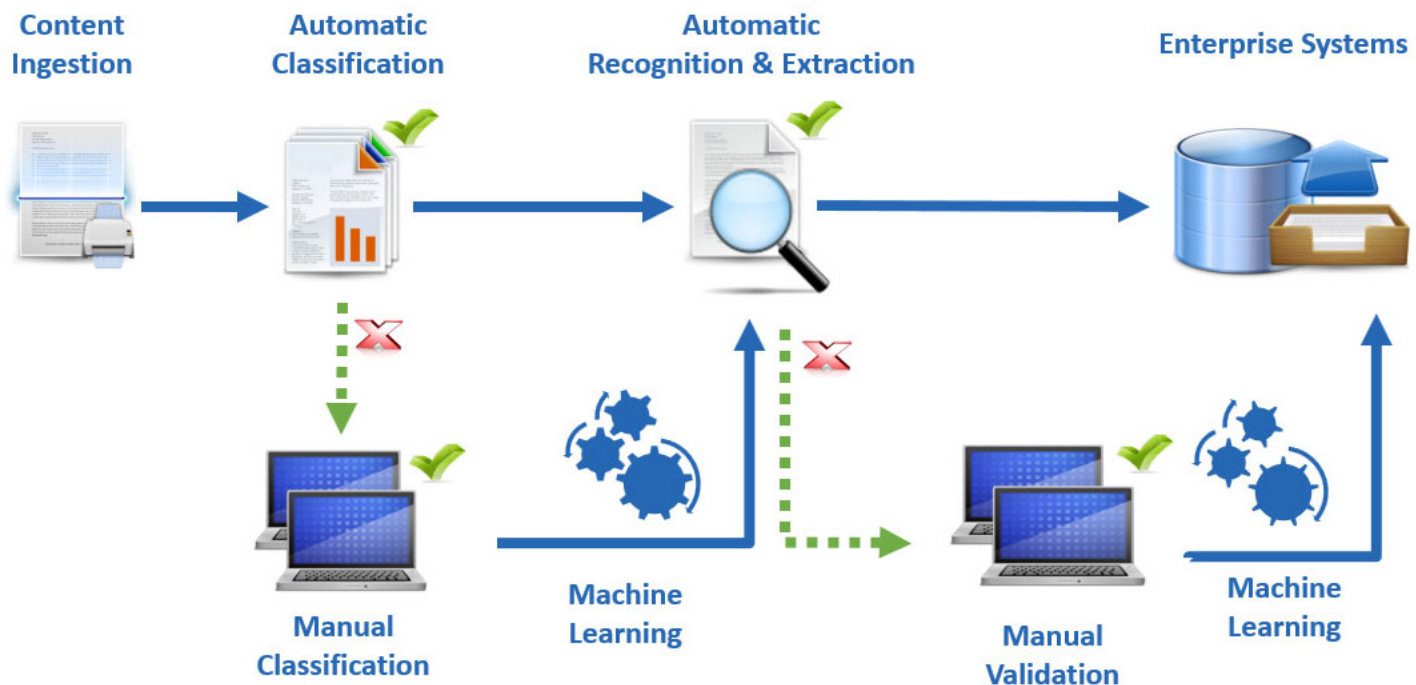 Content
Ingestion
Automatic
Classification
Automatic
Recognition & Extraction
Enterprise Systems
Manual
Classification
Machine
Learning
Manual
Validation
Machine
Learning